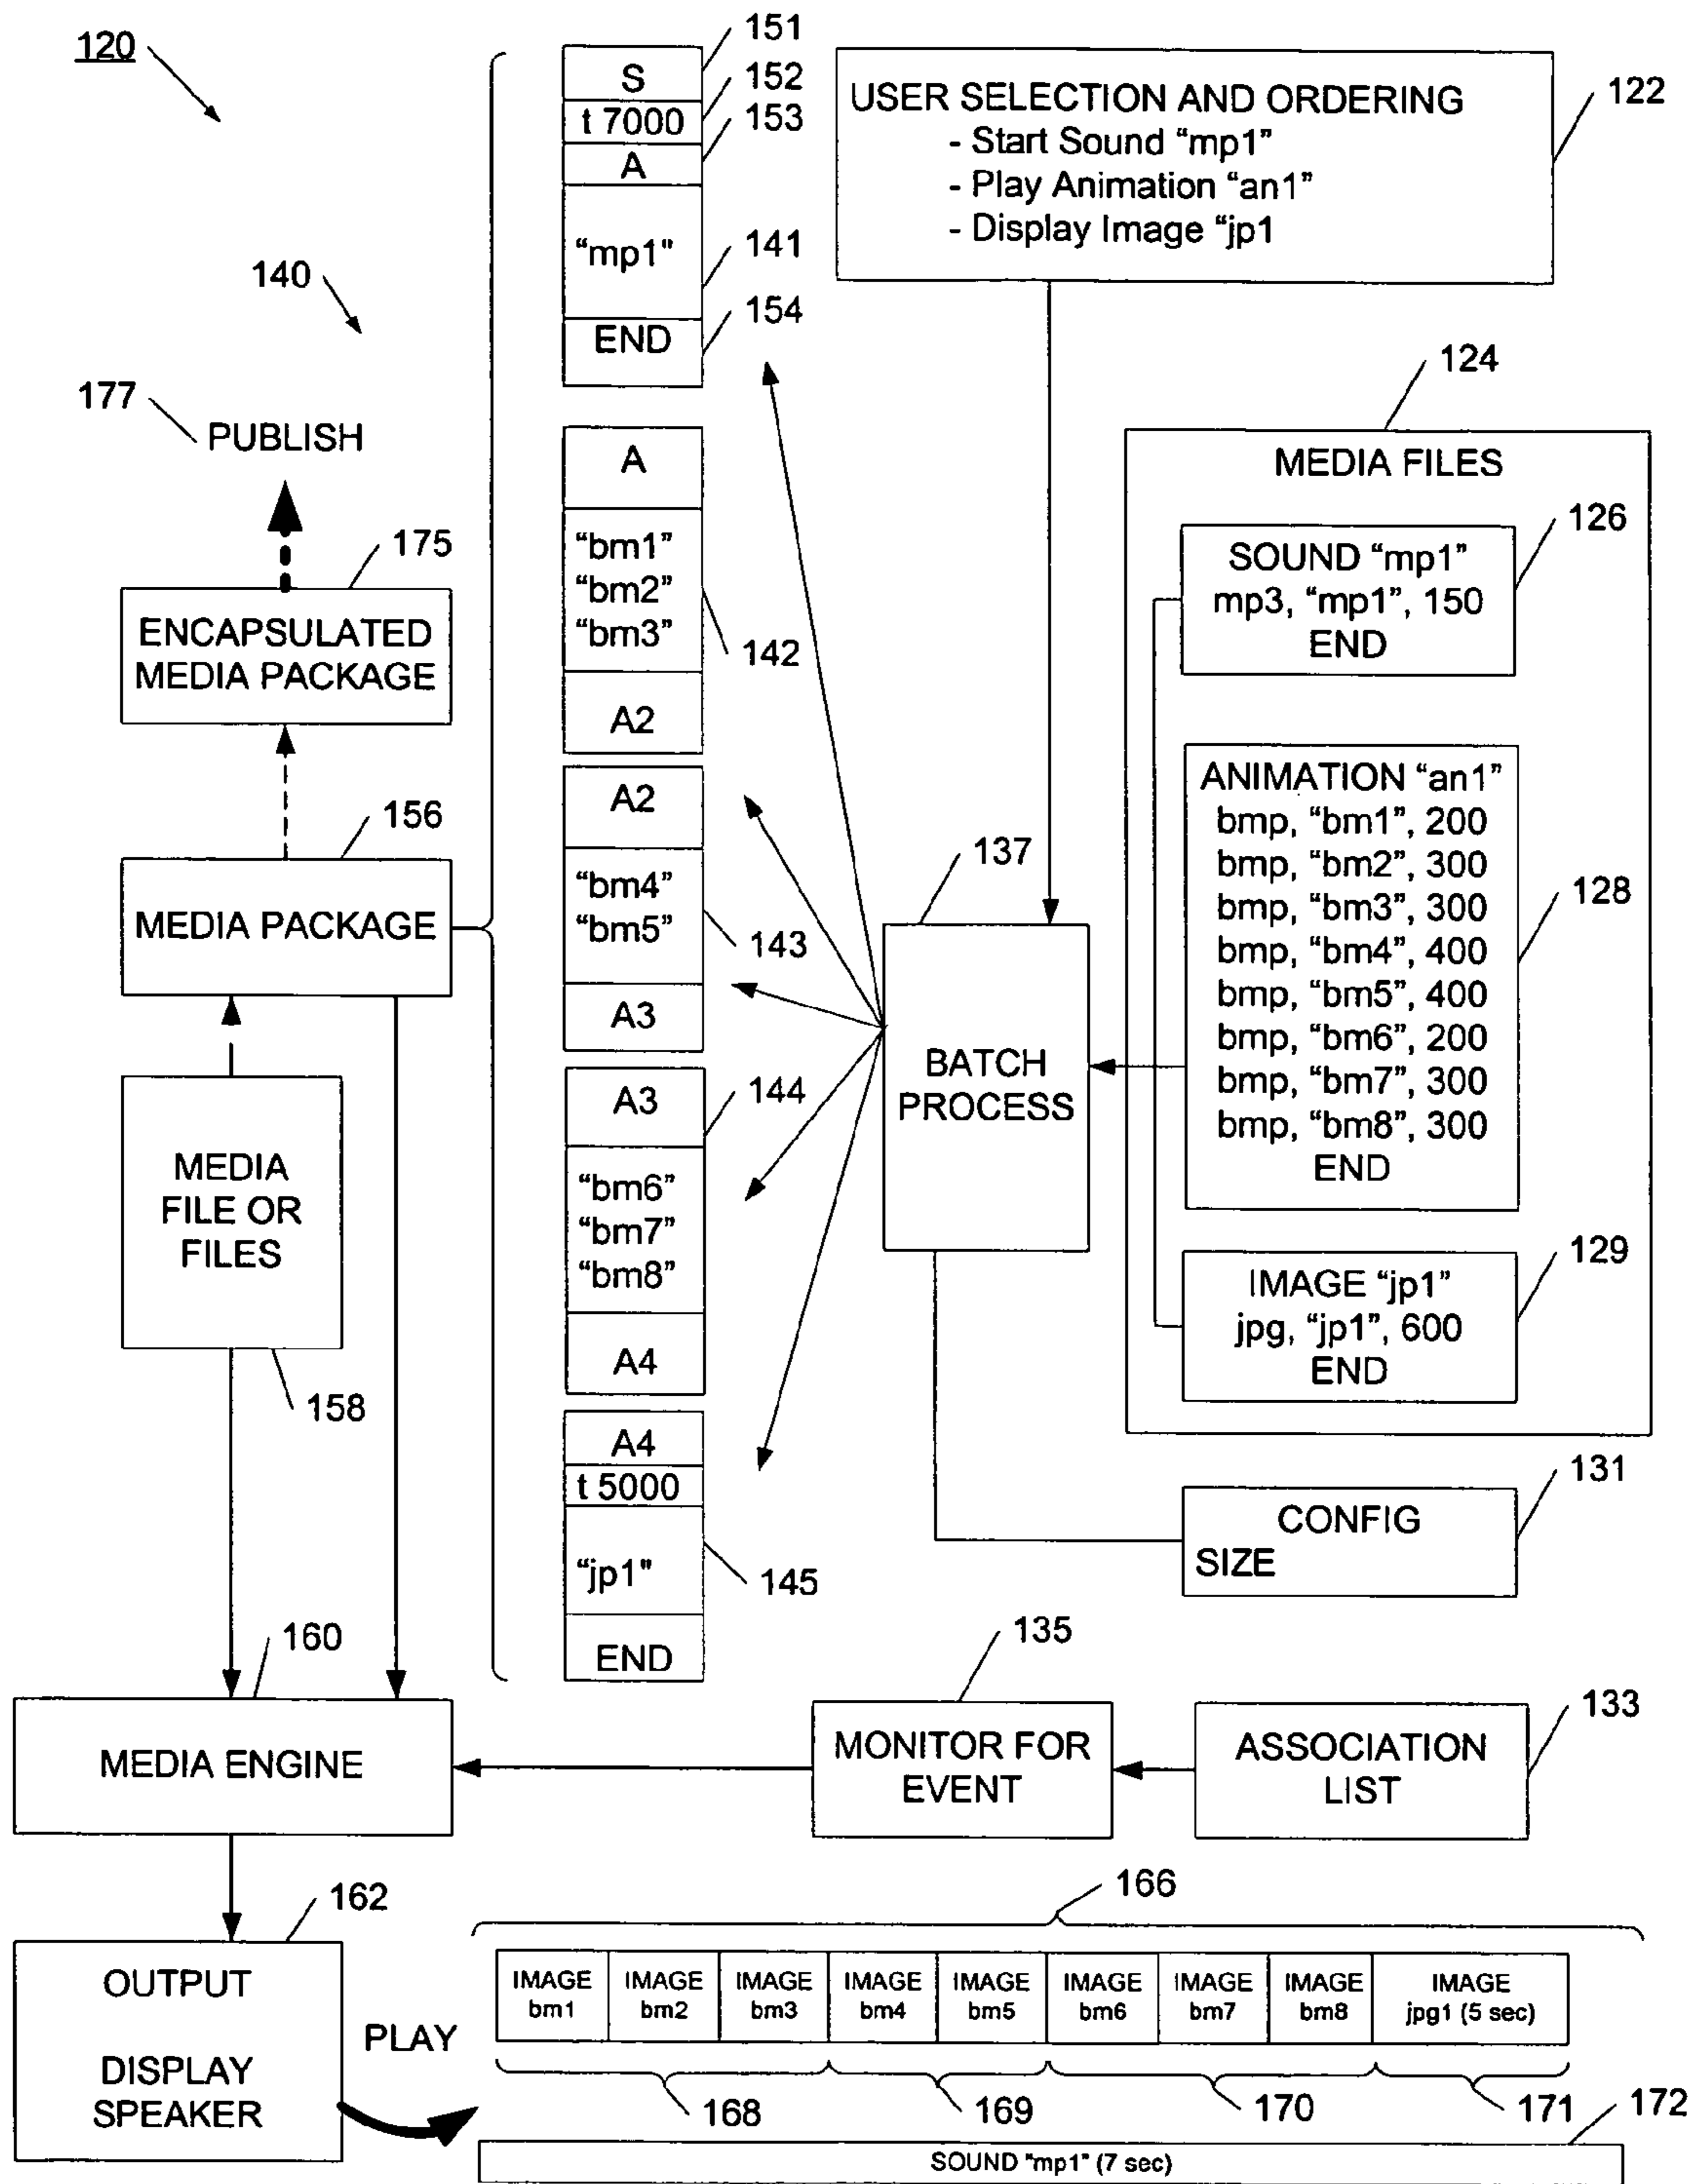 120
140
177
PUBLISH
175
ENCAPSULATED
MEDIA PACKAGE
156
MEDIA PACKAGE
MEDIA
FILE OR
FILES
158
160
MEDIA ENGINE
162
OUTPUT
DISPLAY
SPEAKER
PLAY
S
t 7000
A
“mp1"
END
151
152
153
141
154
A
“bm1”
“bm2”
“bm3”
A2
142
A2
“bm4”
“bm5”
A3
143
A3
“bm6”
“bm7”
“bm8”
A4
144
A4
t 5000
“jp1"
END
145
USER SELECTION AND ORDERING
- Start Sound “mp1”
- Play Animation “an1”
- Display Image “jp1
122
124
MEDIA FILES
126
SOUND “mp1”
mp3, “mp1”, 150
END
ANIMATION “an1”
bmp, “bm1”, 200
bmp, “bm2”, 300
bmp, “bm3”, 300
bmp, “bm4”, 400
bmp, “bm5”, 400
bmp, “bm6”, 200
bmp, “bm7”, 300
bmp, “bm8”, 300
END
128
129
IMAGE “jp1”
jpg, “jp1”, 600
END
137
BATCH
PROCESS
131
CONFIG
SIZE
135
MONITOR FOR
EVENT
133
ASSOCIATION
LIST
166
IMAGE
bm1
IMAGE
bm2
IMAGE
bm3
IMAGE
bm4
IMAGE
bm5
IMAGE
bm6
IMAGE
bm7
IMAGE
bm8
IMAGE
jpg1 (5 sec)
168
169
170
171
172
SOUND "mp1" (7 sec)